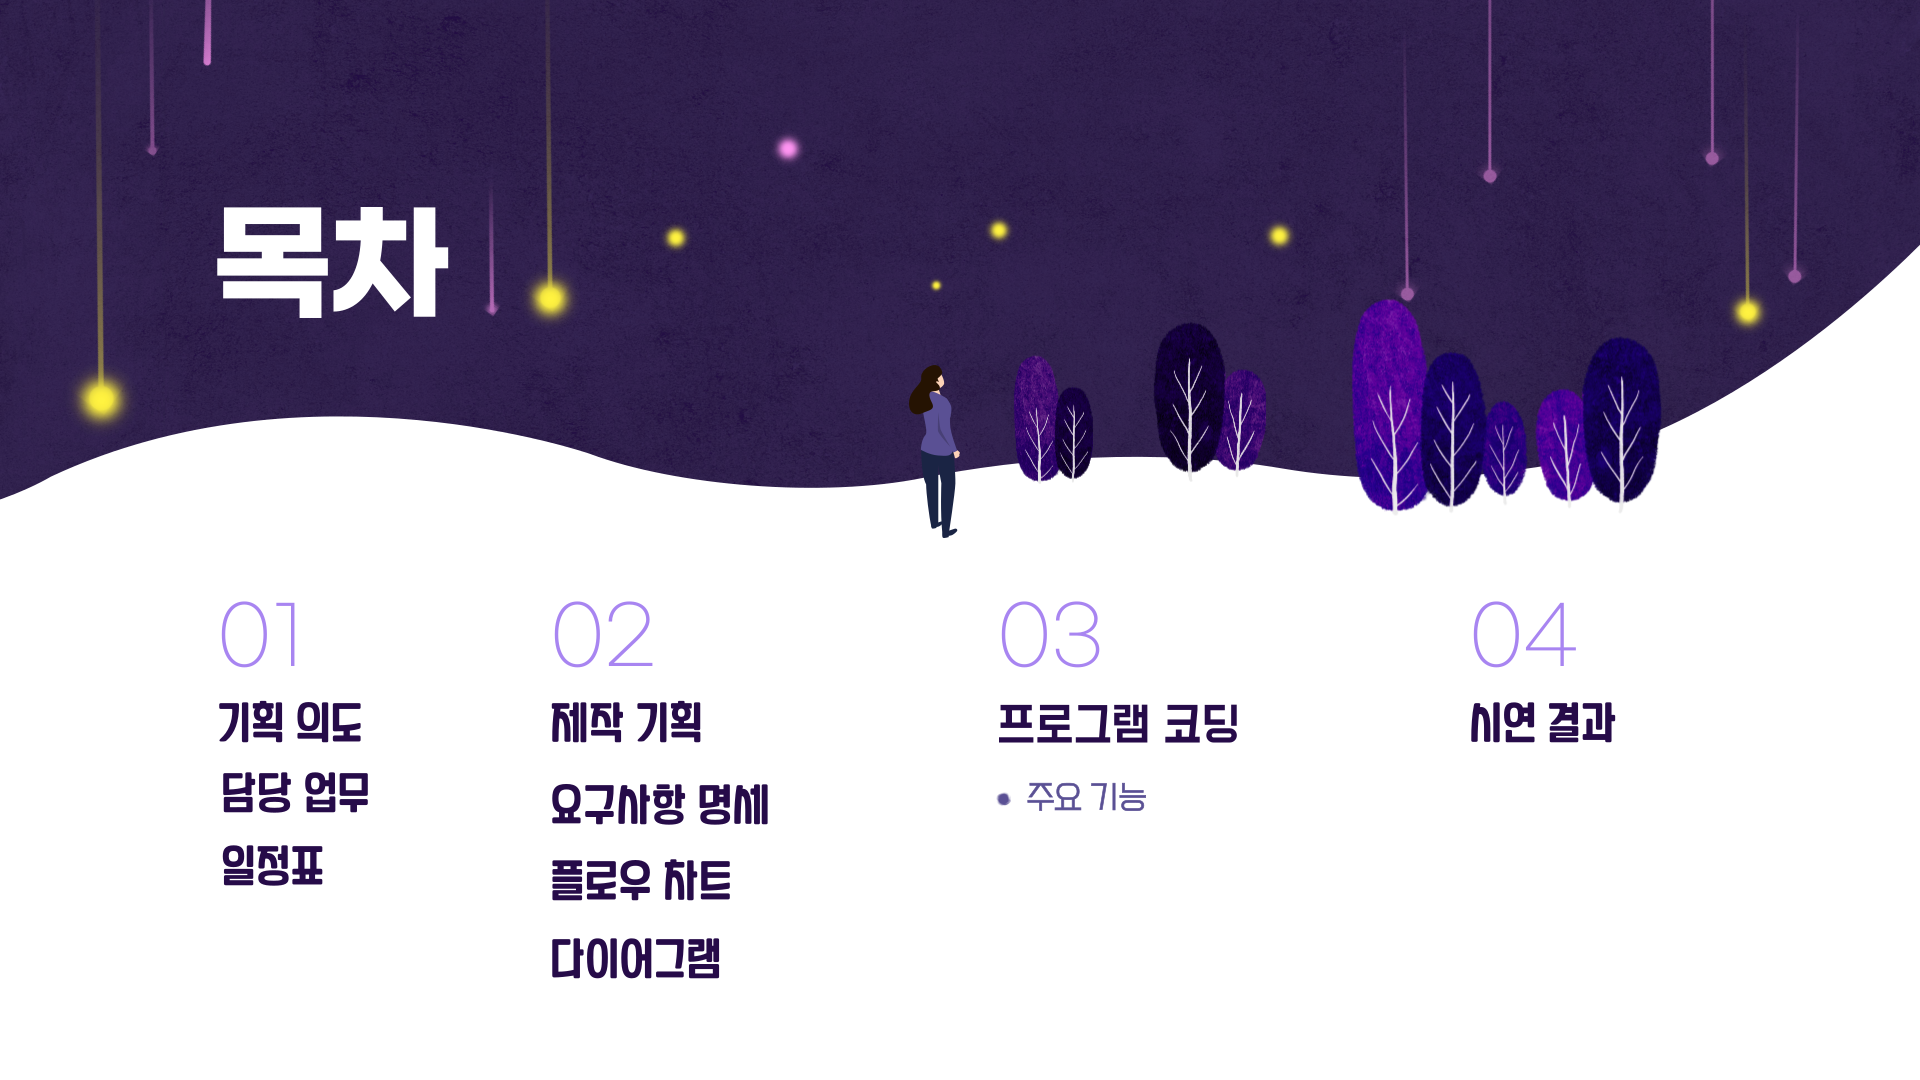 목차
01
기획 의도
담당 업무
일정표
02
제작 기획
요구사항 명세
플로우 차트
다이어그램
03
프로그램 코딩
• 주요 기능
04
시연 결과